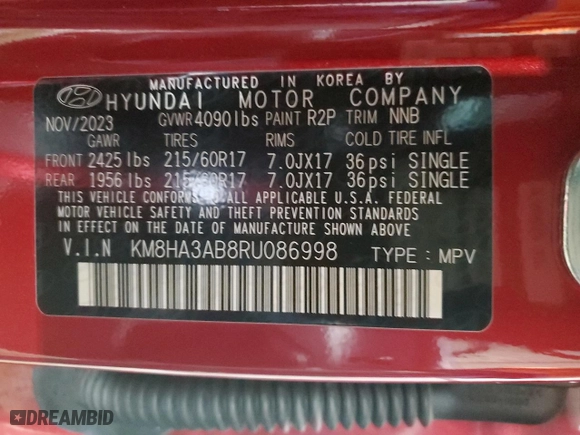 MANUFACTURED IN KOREA BY
HYUNDAI MOTOR COMPANY
NOV/2023 GVWR 4090lbs PAINT R2P TRIM NNB
GAWR TIRES RIMS COLD TIRE INFL
FRONT 2425 lbs 215/60R17 7.0JX17 36psi SINGLE
REAR 1956 lbs 215/60R17 7.0JX17 36psi SINGLE
THIS VEHICLE CONFORMS TO ALL APPLICABLE U.S.A. FEDERAL
MOTOR VEHICLE SAFETY AND THEFT PREVENTION STANDARDS
IN EFFECT ON THE DATE OF MANUFACTURE SHOWN ABOVE
V.I.N KM8HA3AB8RU086998 TYPE : MPV
DREAMBID